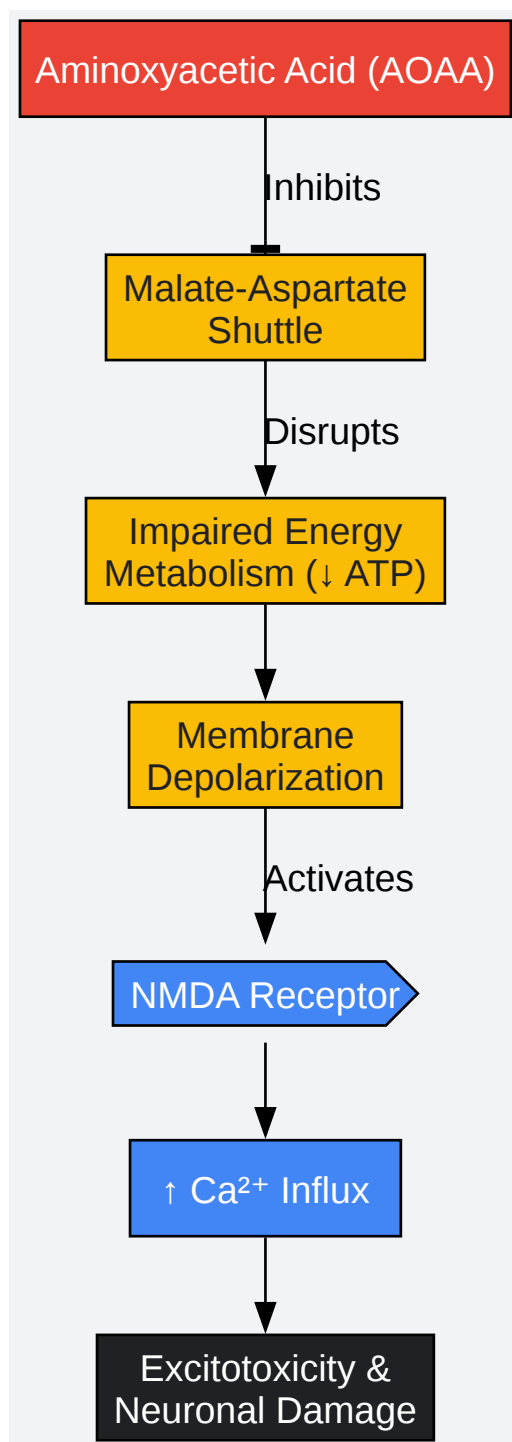 Aminoxyacetic Acid (AOAA)
Inhibits
Malate-Aspartate
Shuttle
Disrupts
Impaired Energy
Metabolism (↓ ATP)
Membrane
Depolarization
Activates
NMDA Receptor
↑ Ca²⁺ Influx
Excitotoxicity &
Neuronal Damage